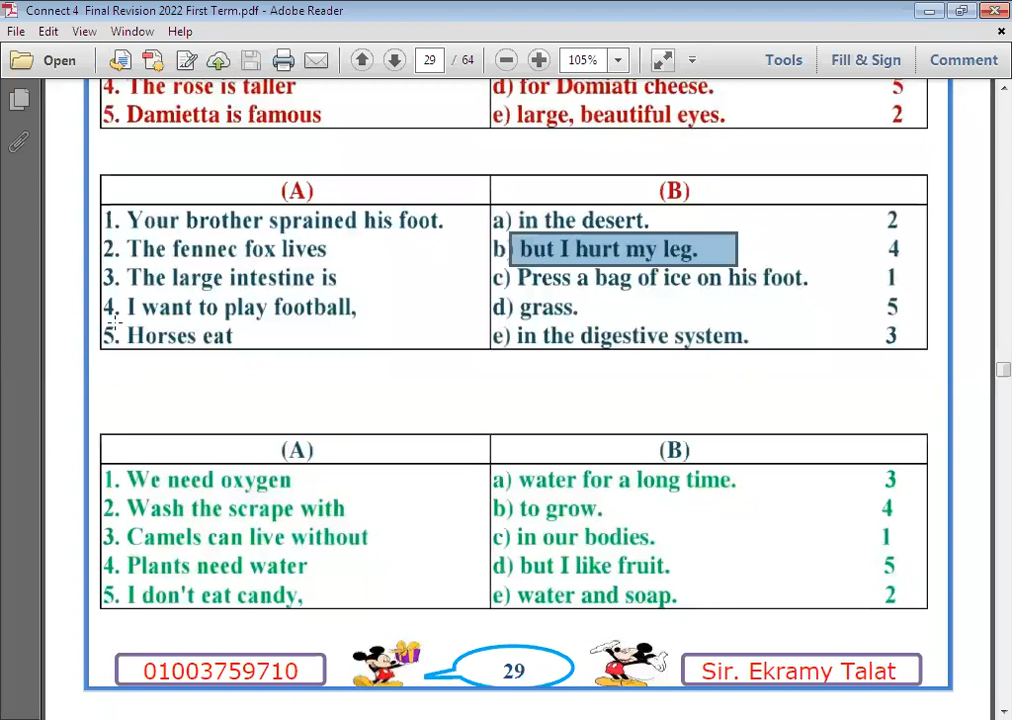 Connect 4  Final Revision 2022 First Term.pdf - Adobe Reader
File Edit View Window Help
Open 29 / 64 105% Tools Fill & Sign Comment
4. The rose is taller d) for Domiati cheese. 5
5. Damietta is famous e) large, beautiful eyes. 2
(A) (B)
1. Your brother sprained his foot. a) in the desert. 2
2. The fennec fox lives b) but I hurt my leg. 4
3. The large intestine is c) Press a bag of ice on his foot. 1
4. I want to play football, d) grass. 5
5. Horses eat e) in the digestive system. 3
(A) (B)
1. We need oxygen a) water for a long time. 3
2. Wash the scrape with b) to grow. 4
3. Camels can live without c) in our bodies. 1
4. Plants need water d) but I like fruit. 5
5. I don't eat candy, e) water and soap. 2
01003759710 29 Sir. Ekramy Talat